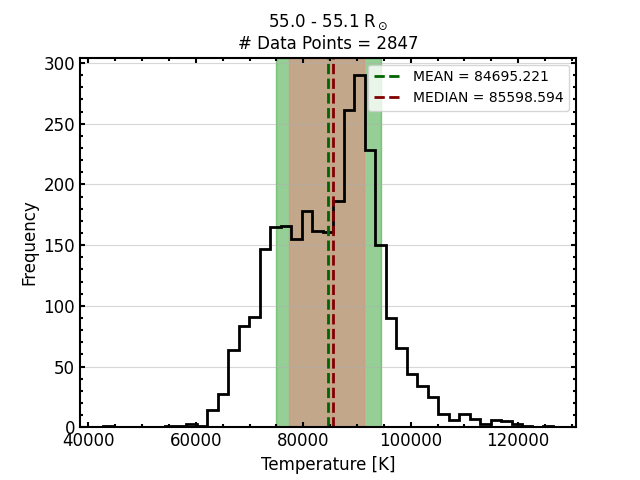 55.0 - 55.1 R⊙
# Data Points = 2847
MEAN = 84695.221
MEDIAN = 85598.594
Frequency
300
250
200
150
100
50
0
40000 60000 80000 100000 120000
Temperature [K]